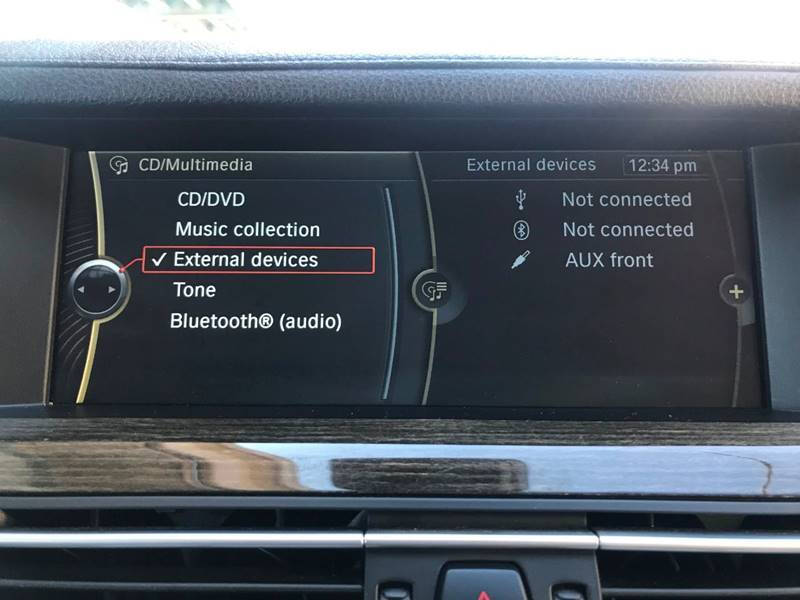 CD/Multimedia
CD/DVD
Music collection
✓ External devices
Tone
Bluetooth® (audio)
External devices 12:34 pm
Not connected
Not connected
AUX front